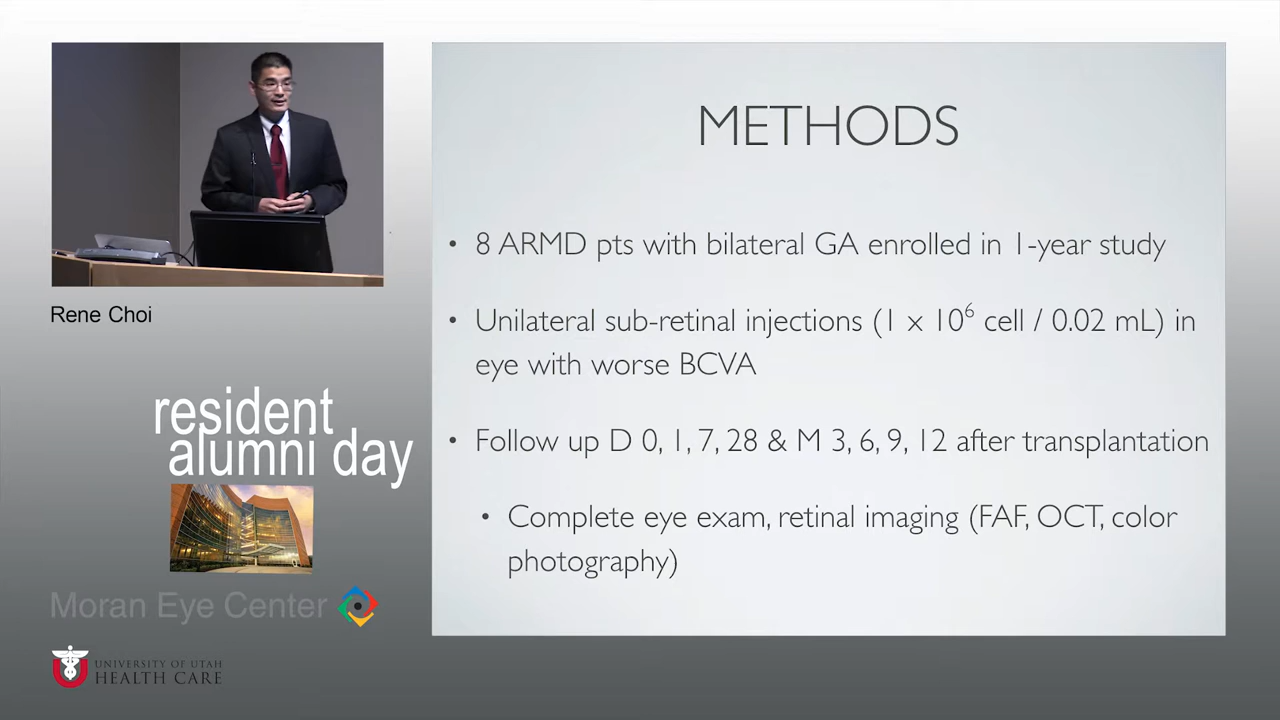 METHODS
• 8 ARMD pts with bilateral GA enrolled in 1-year study
• Unilateral sub-retinal injections (1 x 10⁶ cell / 0.02 mL) in
eye with worse BCVA
• Follow up D 0, 1, 7, 28 & M 3, 6, 9, 12 after transplantation
• Complete eye exam, retinal imaging (FAF, OCT, color
photography)
Rene Choi
resident
alumni day
Moran Eye Center
UNIVERSITY OF UTAH
HEALTH CARE